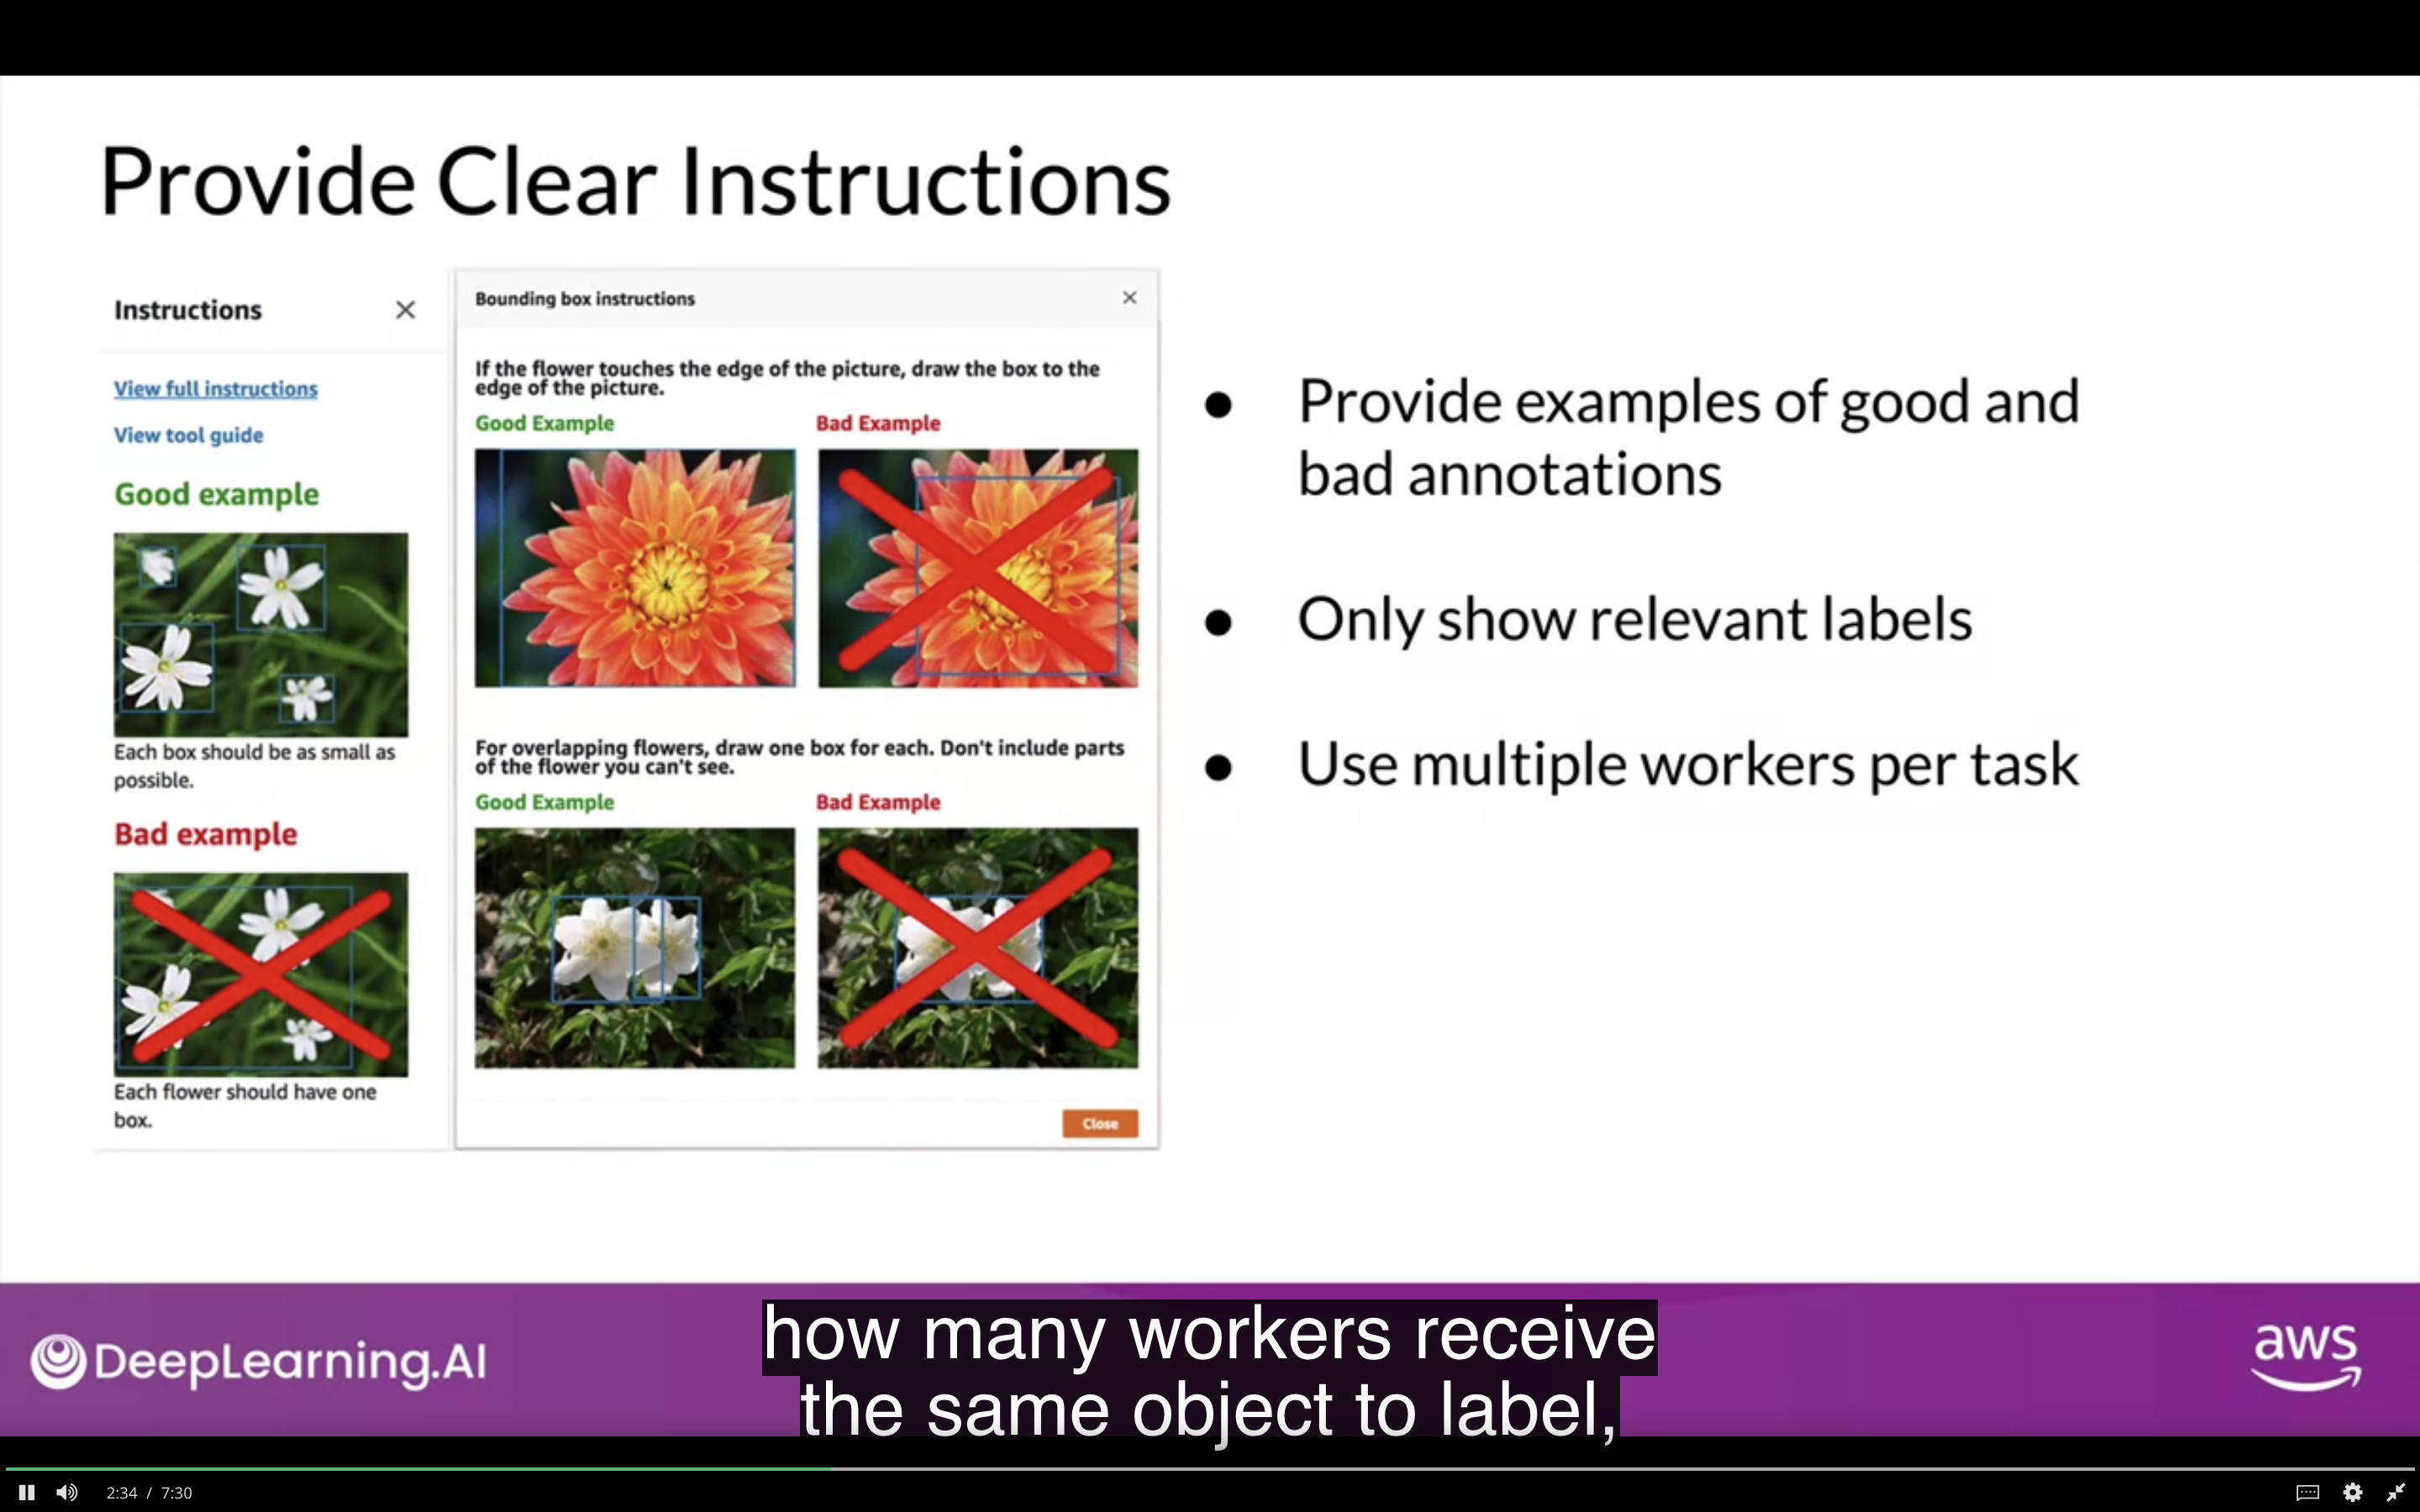 Provide Clear Instructions
Instructions
View full instructions
View tool guide
Good example
Each box should be as small as
possible.
Bad example
Each flower should have one
box.
Bounding box instructions
If the flower touches the edge of the picture, draw the box to the
edge of the picture.
Good Example Bad Example
For overlapping flowers, draw one box for each. Don't include parts
of the flower you can't see.
Good Example Bad Example
Close
● Provide examples of good and
bad annotations
● Only show relevant labels
● Use multiple workers per task
DeepLearning.AI
how many workers receive
the same object to label,
aws
2:34 / 7:30